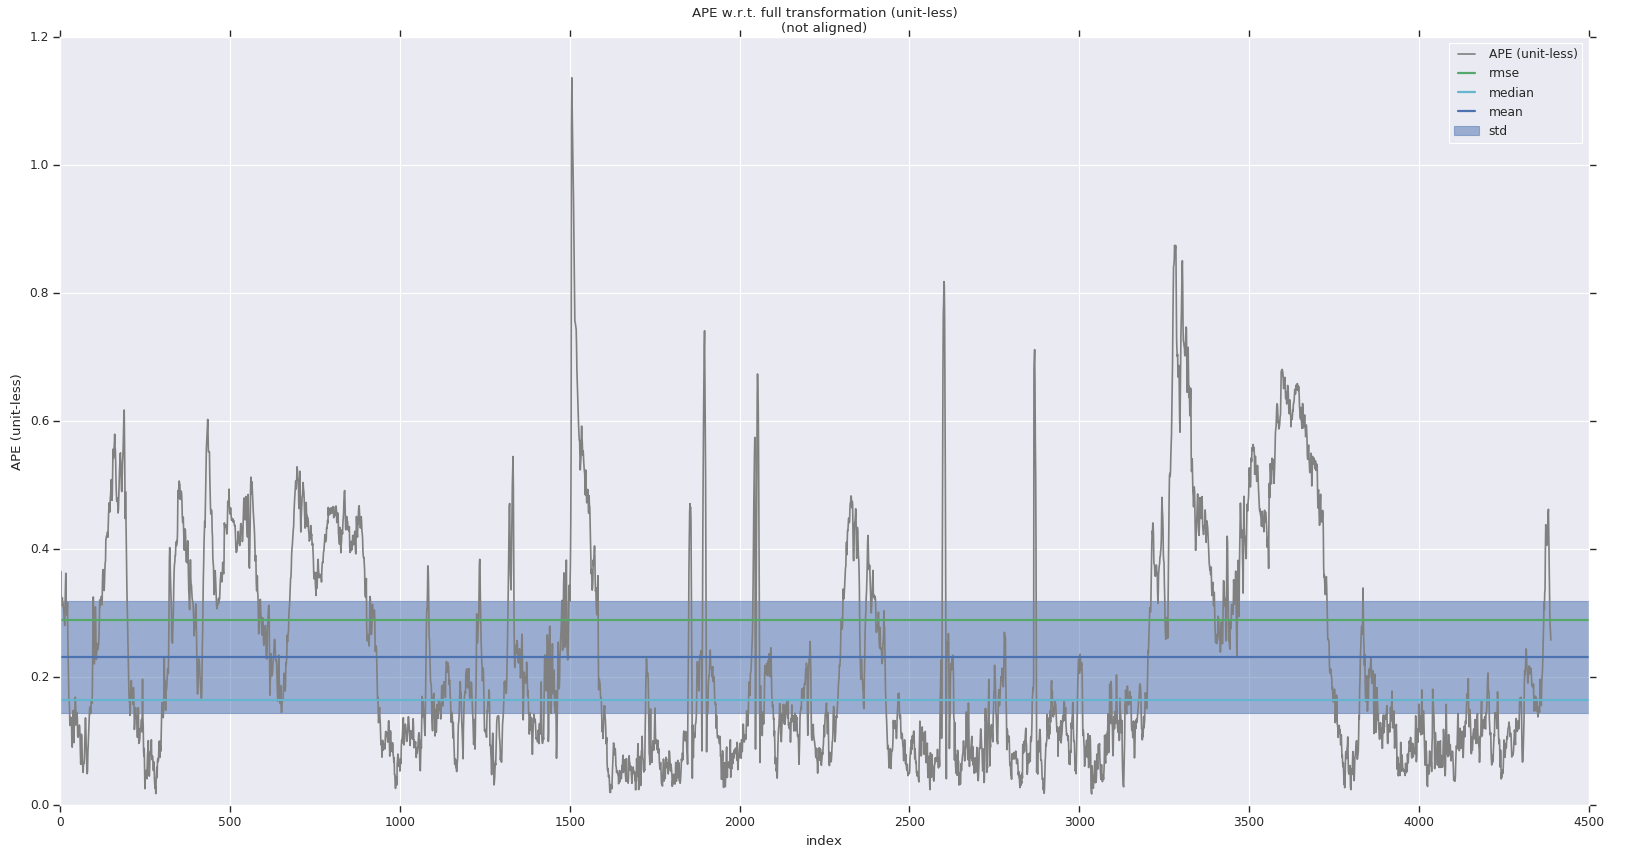 APE w.r.t. full transformation (unit-less)
(not aligned)
APE (unit-less)
rmse
median
mean
std
1.2
1.0
0.8
0.6
0.4
0.2
0.0
APE (unit-less)
0 500 1000 1500 2000 2500 3000 3500 4000 4500
index